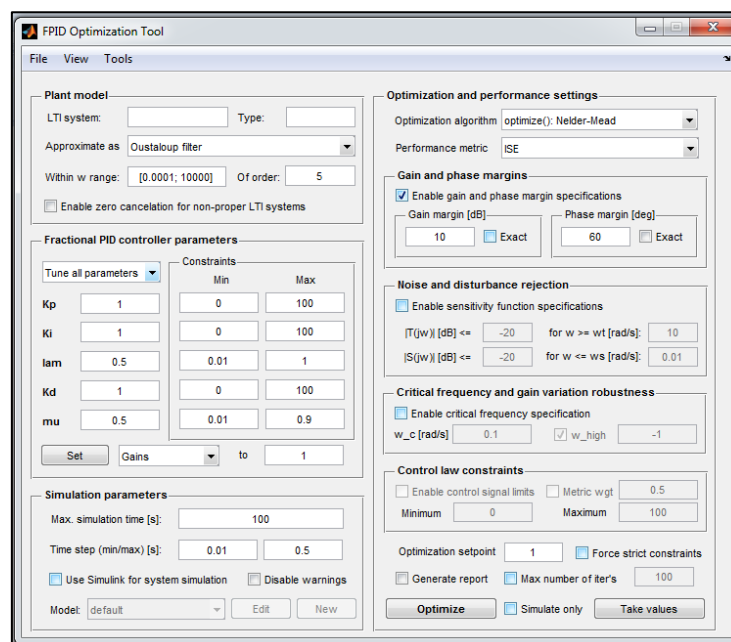 FPID Optimization Tool
File View Tools
Plant model
LTI system: Type:
Approximate as Oustaloup filter
Within w range: [0.0001; 10000] Of order: 5
Enable zero cancelation for non-proper LTI systems
Fractional PID controller parameters
Tune all parameters
Constraints
Min Max
Kp 1 0 100
Ki 1 0 100
lam 0.5 0.01 1
Kd 1 0 100
mu 0.5 0.01 0.9
Set Gains to 1
Simulation parameters
Max. simulation time [s]: 100
Time step (min/max) [s]: 0.01 0.5
Use Simulink for system simulation Disable warnings
Model: default Edit New
Optimization and performance settings
Optimization algorithm optimize(): Nelder-Mead
Performance metric ISE
Gain and phase margins
Enable gain and phase margin specifications
Gain margin [dB] Phase margin [deg]
10 Exact 60 Exact
Noise and disturbance rejection
Enable sensitivity function specifications
|T(jw)| [dB] <= -20 for w >= wt [rad/s]: 10
|S(jw)| [dB] <= -20 for w <= ws [rad/s]: 0.01
Critical frequency and gain variation robustness
Enable critical frequency specification
w_c [rad/s] 0.1 w_high -1
Control law constraints
Enable control signal limits Metric wgt 0.5
Minimum 0 Maximum 100
Optimization setpoint 1 Force strict constraints
Generate report Max number of iter's 100
Optimize Simulate only Take values